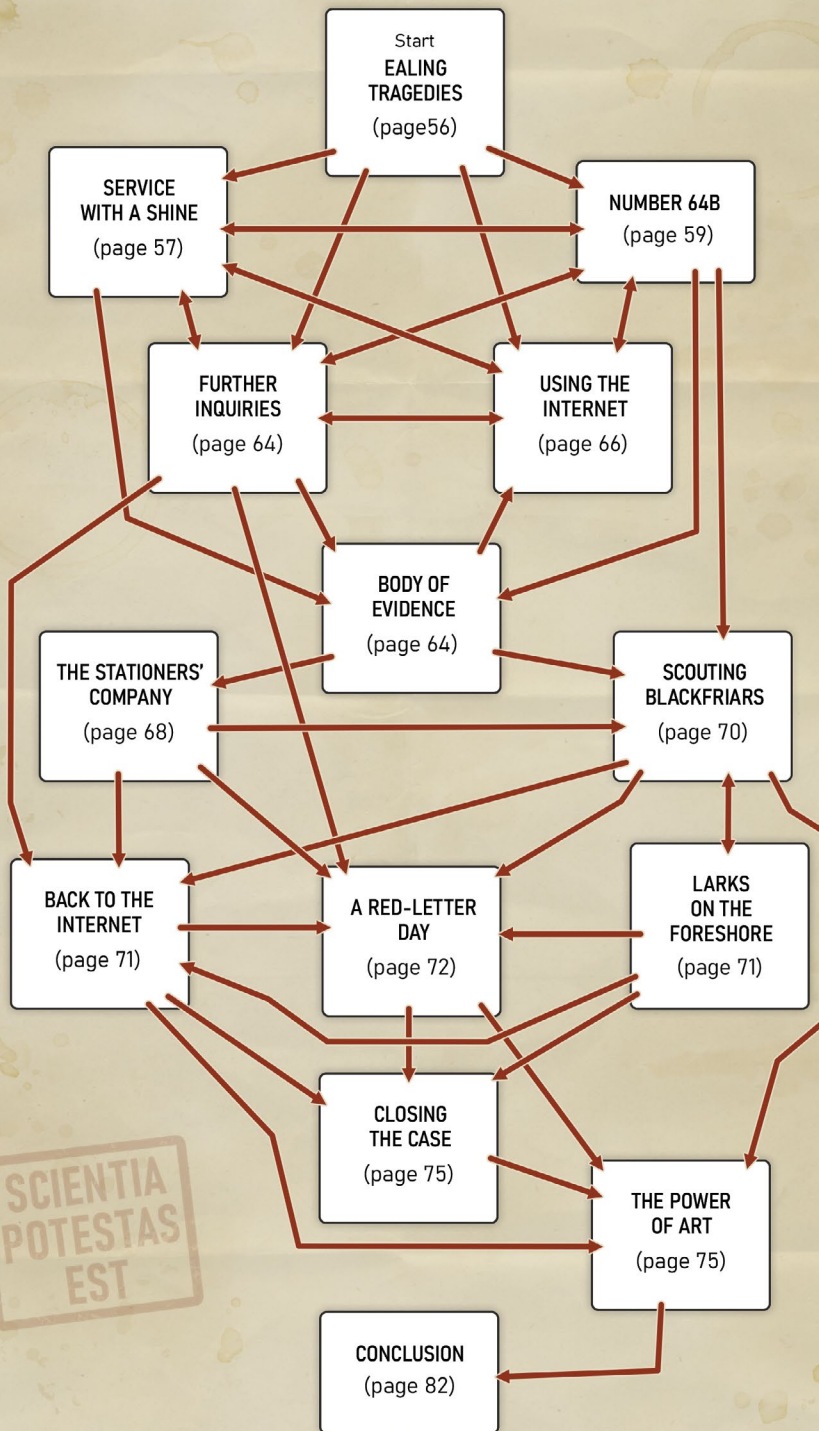 Start
EALING
TRAGEDIES
(page56)
SERVICE
WITH A SHINE
(page 57)
NUMBER 64B
(page 59)
FURTHER
INQUIRIES
(page 64)
USING THE
INTERNET
(page 66)
BODY OF
EVIDENCE
(page 64)
THE STATIONERS’
COMPANY
(page 68)
SCOUTING
BLACKFRIARS
(page 70)
BACK TO THE
INTERNET
(page 71)
A RED-LETTER
DAY
(page 72)
LARKS
ON THE
FORESHORE
(page 71)
CLOSING
THE CASE
(page 75)
THE POWER
OF ART
(page 75)
SCIENTIA
POTESTAS
EST
CONCLUSION
(page 82)